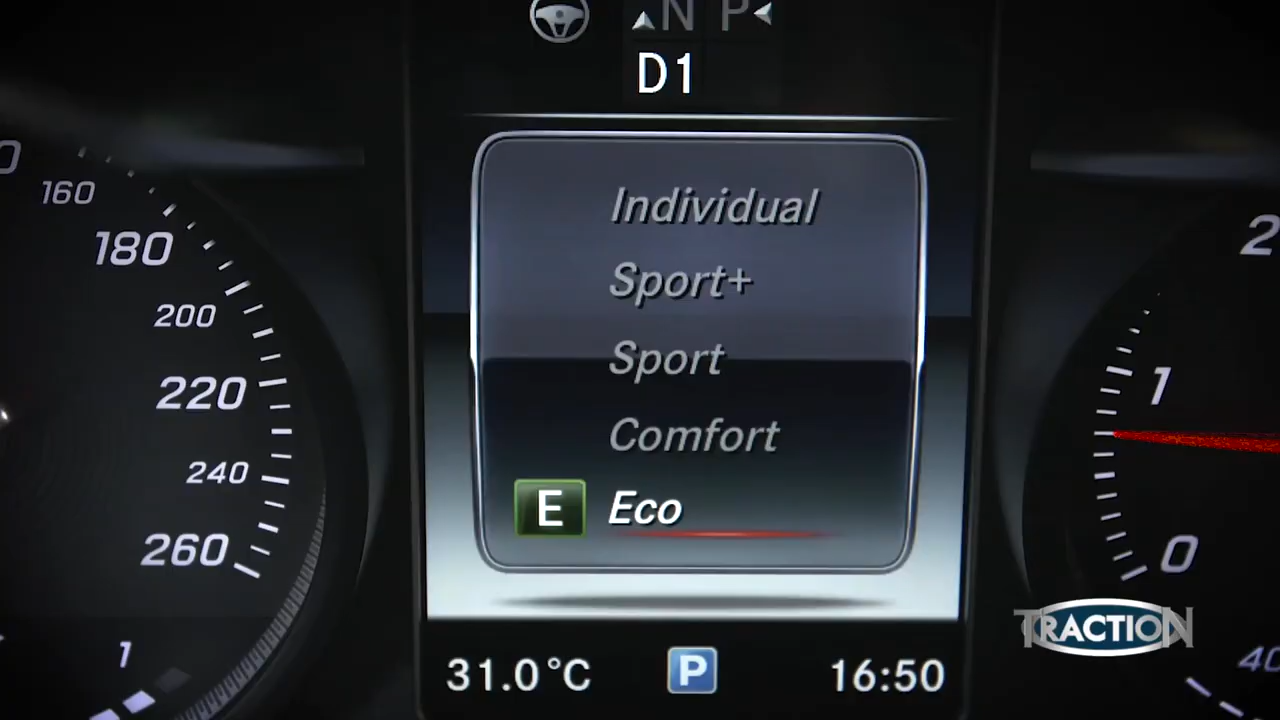 N P
D1
Individual
Sport+
Sport
Comfort
E Eco
31.0°C P 16:50
160
180
200
220
240
260
1
2
1
0
40
TRACTION